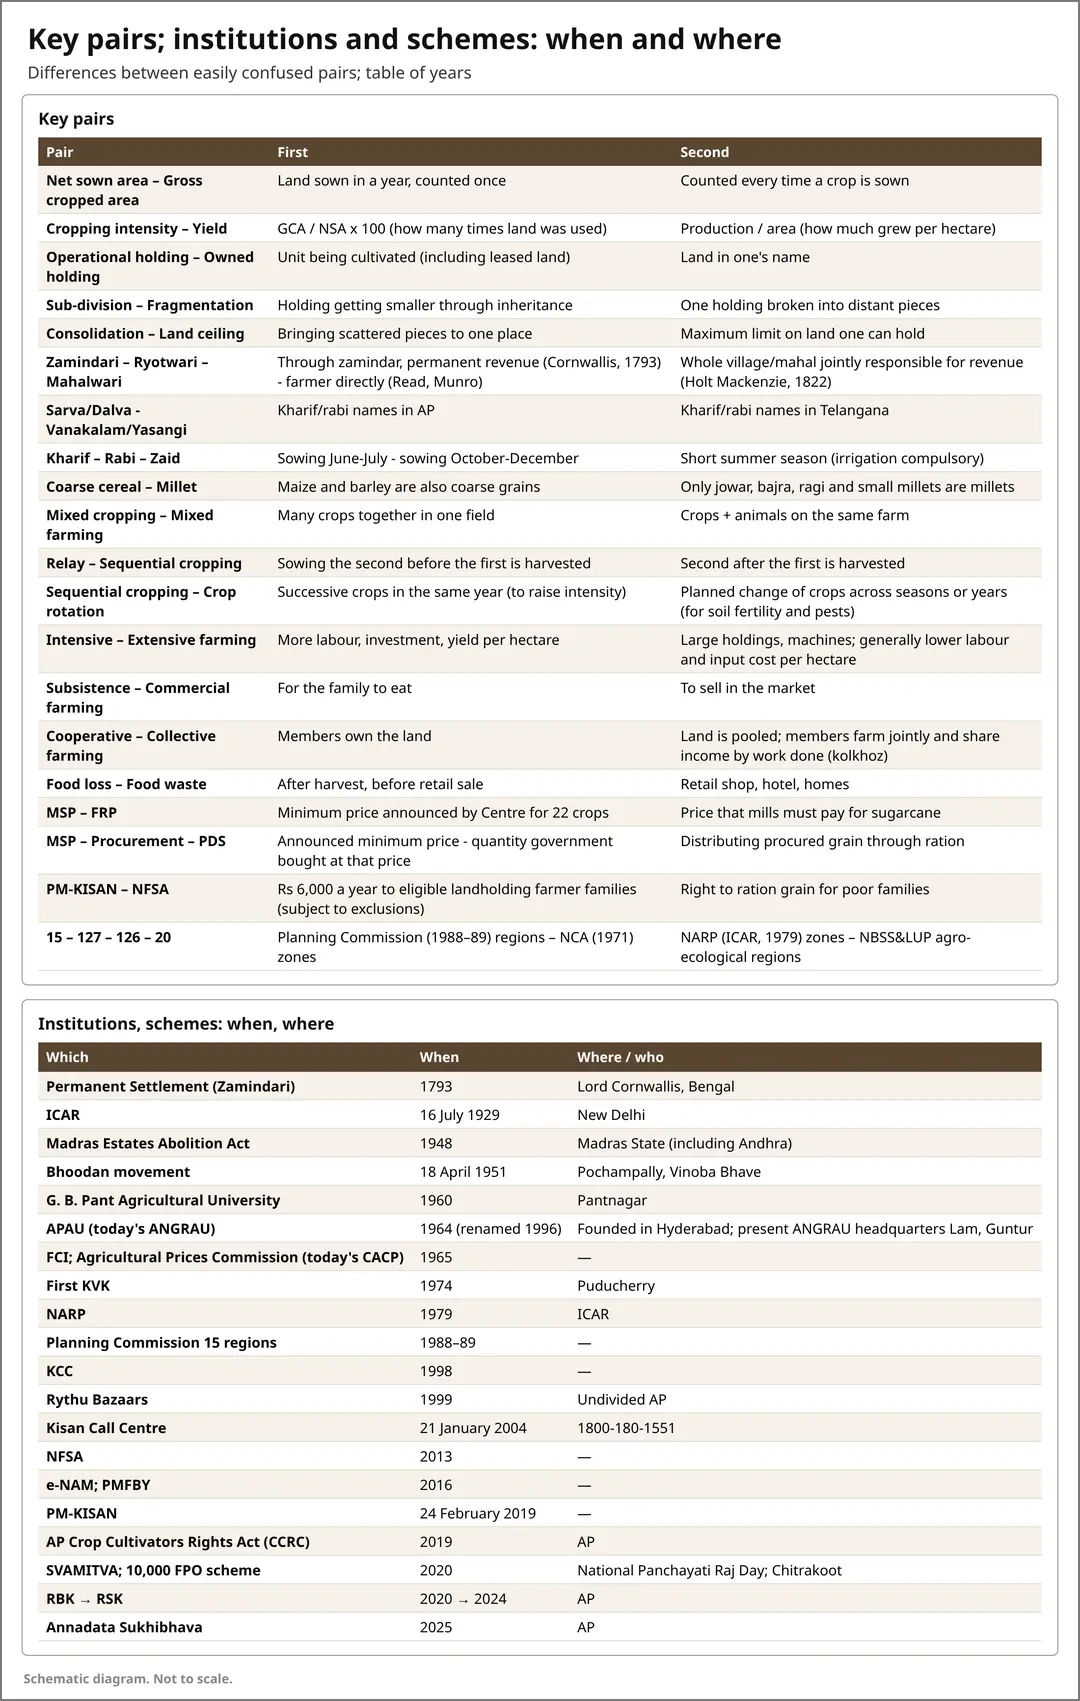 Key pairs; institutions and schemes: when and where
Differences between easily confused pairs; table of years
Key pairs
Pair First Second
Net sown area – Gross cropped area Land sown in a year, counted once Counted every time a crop is sown
Cropping intensity – Yield GCA / NSA x 100 (how many times land was used) Production / area (how much grew per hectare)
Operational holding – Owned holding Unit being cultivated (including leased land) Land in one's name
Sub-division – Fragmentation Holding getting smaller through inheritance One holding broken into distant pieces
Consolidation – Land ceiling Bringing scattered pieces to one place Maximum limit on land one can hold
Zamindari – Ryotwari – Mahalwari Through zamindar, permanent revenue (Cornwallis, 1793) - farmer directly (Read, Munro) Whole village/mahal jointly responsible for revenue (Holt Mackenzie, 1822)
Sarva/Dalva - Vanakalam/Yasangi Kharif/rabi names in AP Kharif/rabi names in Telangana
Kharif – Rabi – Zaid Sowing June-July - sowing October-December Short summer season (irrigation compulsory)
Coarse cereal – Millet Maize and barley are also coarse grains Only jowar, bajra, ragi and small millets are millets
Mixed cropping – Mixed farming Many crops together in one field Crops + animals on the same farm
Relay – Sequential cropping Sowing the second before the first is harvested Second after the first is harvested
Sequential cropping – Crop rotation Successive crops in the same year (to raise intensity) Planned change of crops across seasons or years (for soil fertility and pests)
Intensive – Extensive farming More labour, investment, yield per hectare Large holdings, machines; generally lower labour and input cost per hectare
Subsistence – Commercial farming For the family to eat To sell in the market
Cooperative – Collective farming Members own the land Land is pooled; members farm jointly and share income by work done (kolkhoz)
Food loss – Food waste After harvest, before retail sale Retail shop, hotel, homes
MSP – FRP Minimum price announced by Centre for 22 crops Price that mills must pay for sugarcane
MSP – Procurement – PDS Announced minimum price - quantity government bought at that price Distributing procured grain through ration
PM-KISAN – NFSA Rs 6,000 a year to eligible landholding farmer families (subject to exclusions) Right to ration grain for poor families
15 – 127 – 126 – 20 Planning Commission (1988–89) regions – NCA (1971) zones NARP (ICAR, 1979) zones – NBSS&LUP agro-ecological regions
Institutions, schemes: when, where
Which When Where / who
Permanent Settlement (Zamindari) 1793 Lord Cornwallis, Bengal
ICAR 16 July 1929 New Delhi
Madras Estates Abolition Act 1948 Madras State (including Andhra)
Bhoodan movement 18 April 1951 Pochampally, Vinoba Bhave
G. B. Pant Agricultural University 1960 Pantnagar
APAU (today's ANGRAU) 1964 (renamed 1996) Founded in Hyderabad; present ANGRAU headquarters Lam, Guntur
FCI; Agricultural Prices Commission (today's CACP) 1965 —
First KVK 1974 Puducherry
NARP 1979 ICAR
Planning Commission 15 regions 1988–89 —
KCC 1998 —
Rythu Bazaars 1999 Undivided AP
Kisan Call Centre 21 January 2004 1800-180-1551
NFSA 2013 —
e-NAM; PMFBY 2016 —
PM-KISAN 24 February 2019 —
AP Crop Cultivators Rights Act (CCRC) 2019 AP
SVAMITVA; 10,000 FPO scheme 2020 National Panchayati Raj Day; Chitrakoot
RBK → RSK 2020 → 2024 AP
Annadata Sukhibhava 2025 AP
Schematic diagram. Not to scale.